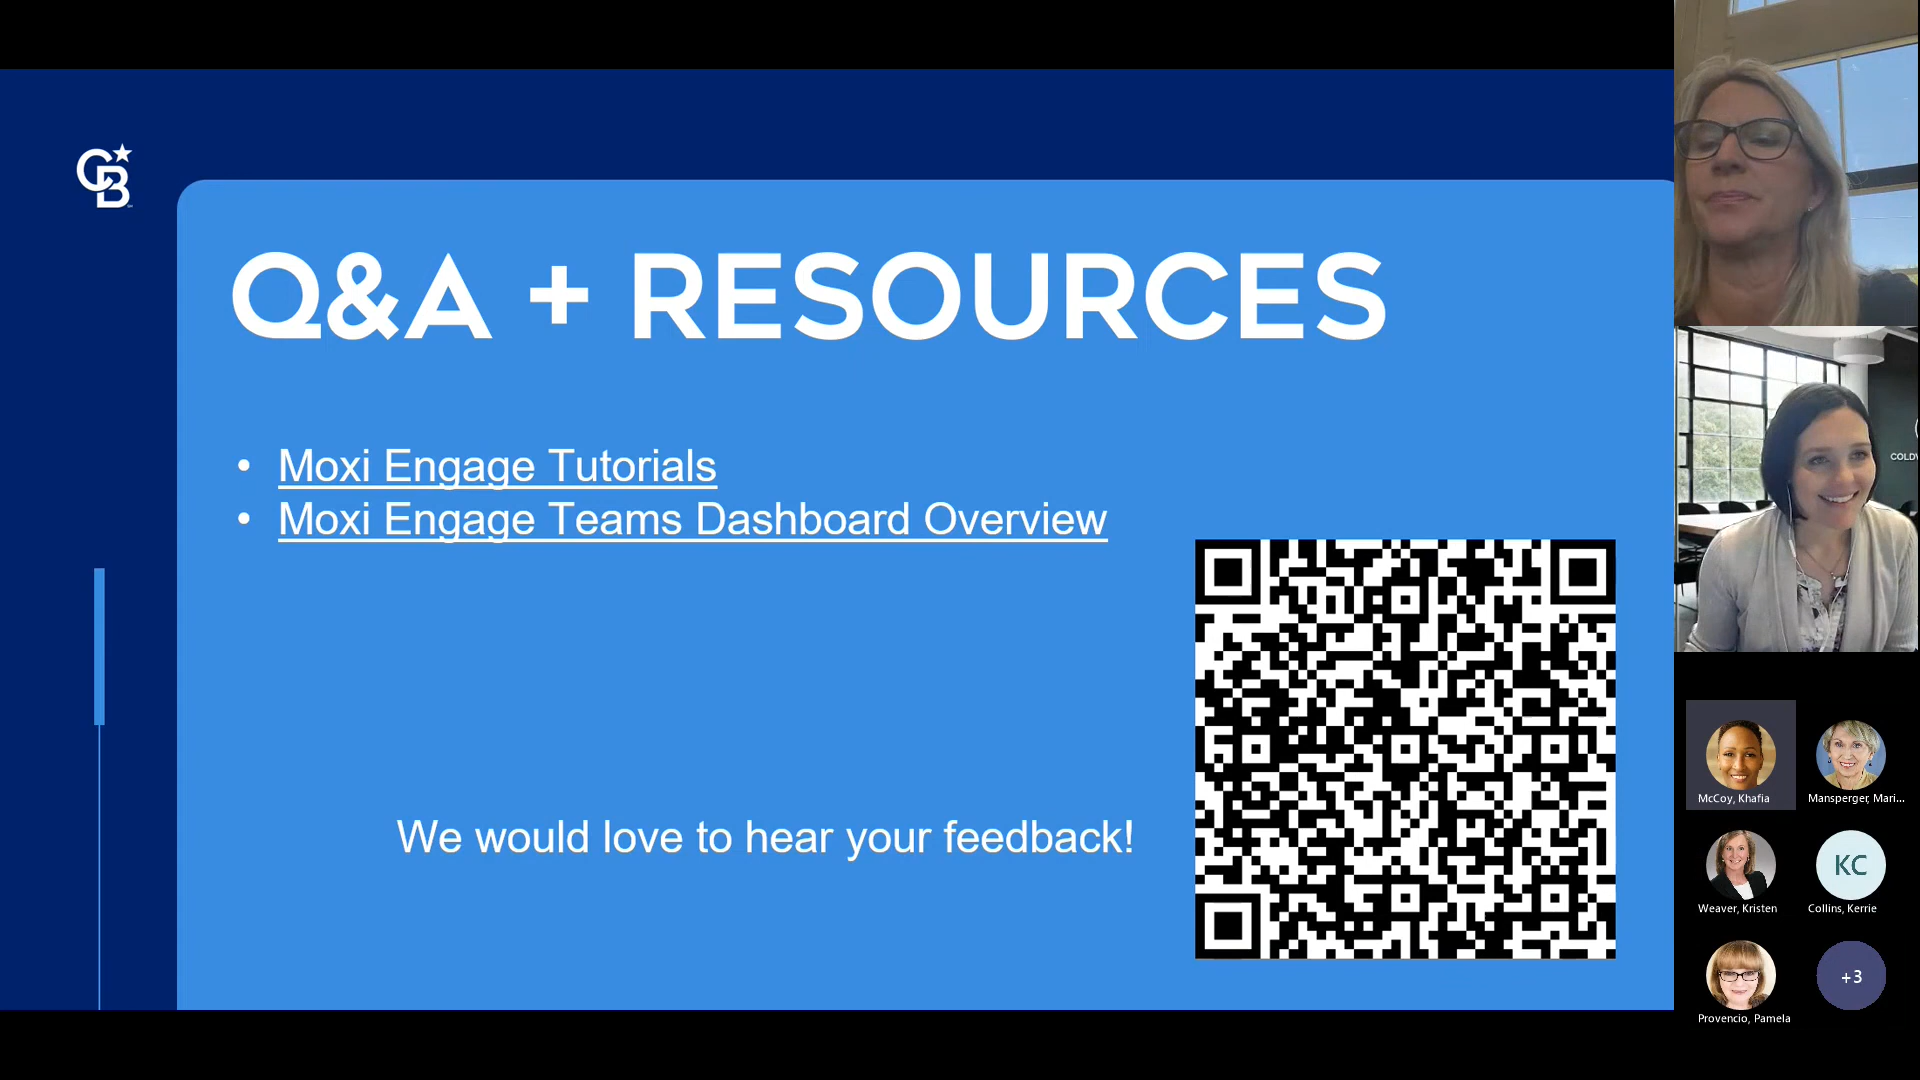 CB
Q&A + RESOURCES
• Moxi Engage Tutorials
• Moxi Engage Teams Dashboard Overview
We would love to hear your feedback!
McCoy, Khafia
Mansperger, Mari...
Weaver, Kristen
KC
Collins, Kerrie
Provencio, Pamela
+3